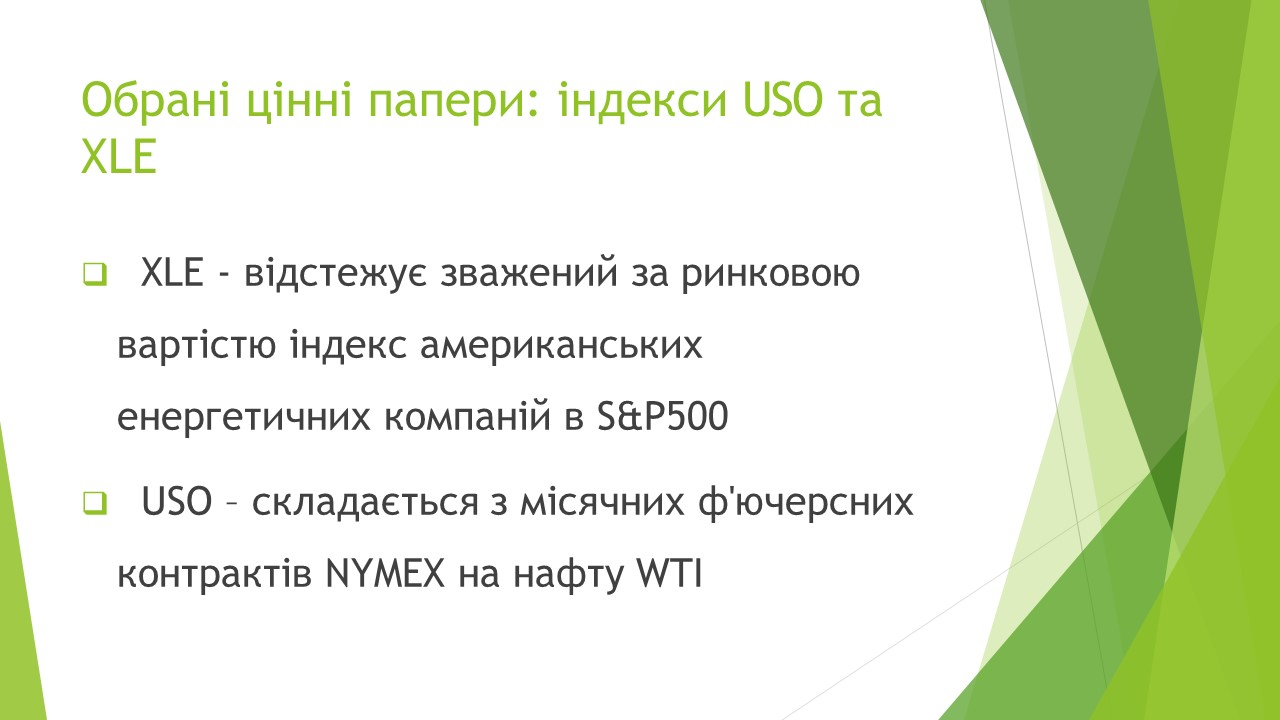 Обрані цінні папери: індекси USO та
XLE
XLE - відстежує зважений за ринковою
вартістю індекс американських
енергетичних компаній в S&P500
USO – складається з місячних ф'ючерсних
контрактів NYMEX на нафту WTI